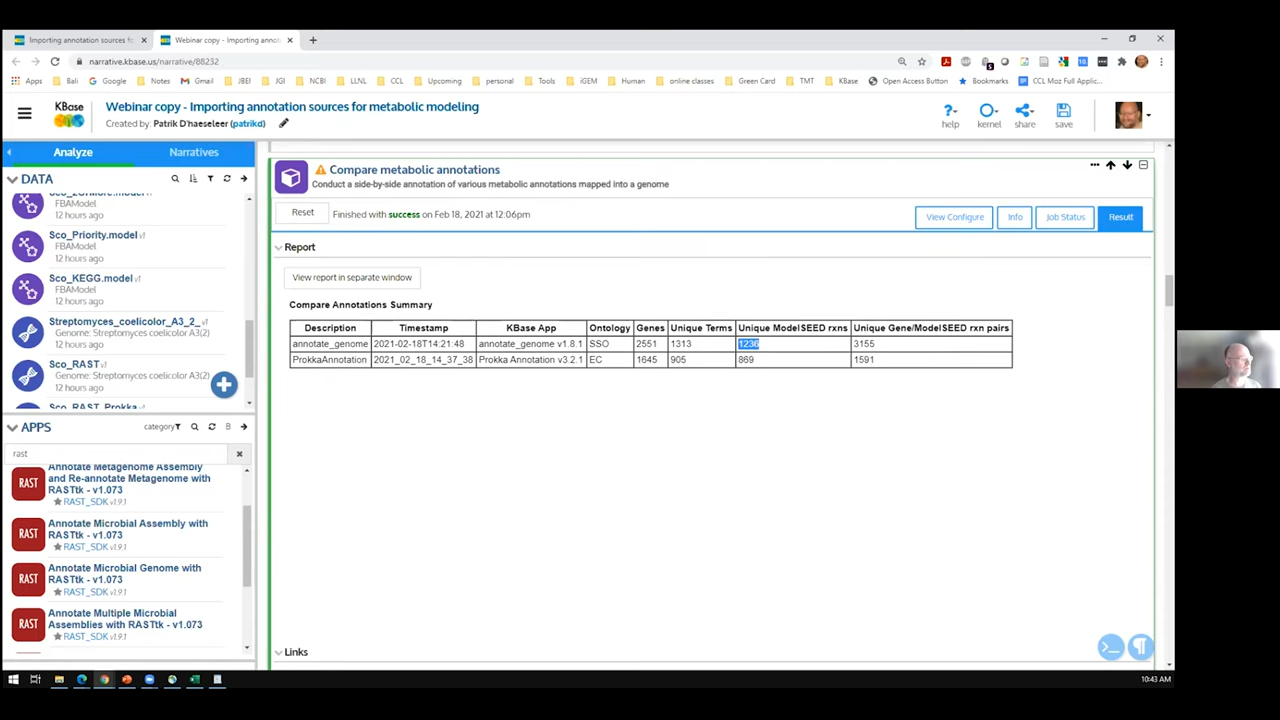 Importing annotation sources fo
Webinar copy - Importing annotat
narrative.kbase.us/narrative/88232
Apps Bali Google Notes Gmail JBEI JGI NCBI LLNL CCL Upcoming personal Tools iGEM Human online classes Green Card TMT KBase Open Access Button Bookmarks CCL Moz Full Applic...
KBase
Webinar copy - Importing annotation sources for metabolic modeling
Created by: Patrik D'haeseleer (patrikd)
help kernel share save
Analyze Narratives
DATA
Sco_Priority.model v1
FBAModel
12 hours ago
FBAModel
12 hours ago
Sco_KEGG.model v1
FBAModel
12 hours ago
Streptomyces_coelicolor_A3_2_ v1
Genome: Streptomyces coelicolor A3(2)
12 hours ago
Sco_RAST v1
Genome: Streptomyces coelicolor A3(2)
12 hours ago
Sco_RAST_Prokka v1
APPS category B
rast
RAST
Annotate Metagenome Assembly
and Re-annotate Metagenome with
RASTtk - v1.073
RAST_SDK v1.9.1
RAST
Annotate Microbial Assembly with
RASTtk - v1.073
RAST_SDK v1.9.1
RAST
Annotate Microbial Genome with
RASTtk - v1.073
RAST_SDK v1.9.1
RAST
Annotate Multiple Microbial
Assemblies with RASTtk - v1.073
RAST_SDK v1.9.1
Compare metabolic annotations
Conduct a side-by-side annotation of various metabolic annotations mapped into a genome
Reset Finished with success on Feb 18, 2021 at 12:06pm View Configure Info Job Status Result
Report
View report in separate window
Compare Annotations Summary
Description Timestamp KBase App Ontology Genes Unique Terms Unique ModelSEED rxns Unique Gene/ModelSEED rxn pairs
annotate_genome 2021-02-18T14:21:48 annotate_genome v1.8.1 SSO 2551 1313 1236 3155
ProkkaAnnotation 2021_02_18_14_37_38 Prokka Annotation v3.2.1 EC 1645 905 869 1591
Links
10:43 AM